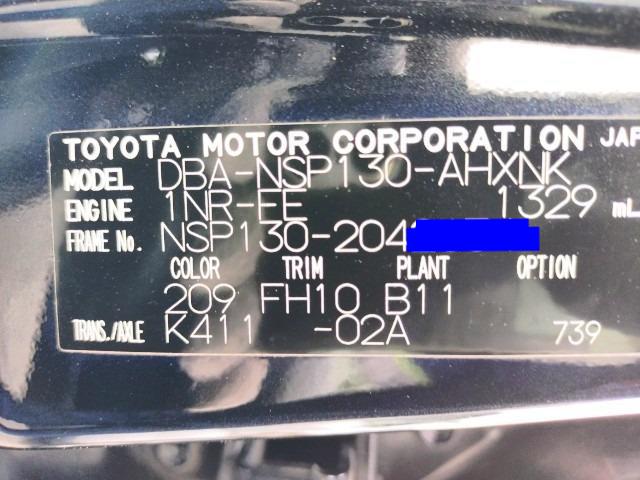 TOYOTA MOTOR CORPORATION JAP
MODEL DBA-NSP130-AHXNK
ENGINE 1NR-FE 1329 mL
FRAME No. NSP130-204
COLOR TRIM PLANT OPTION
209 FH10 B11
TRANS./AXLE K411 -02A 739